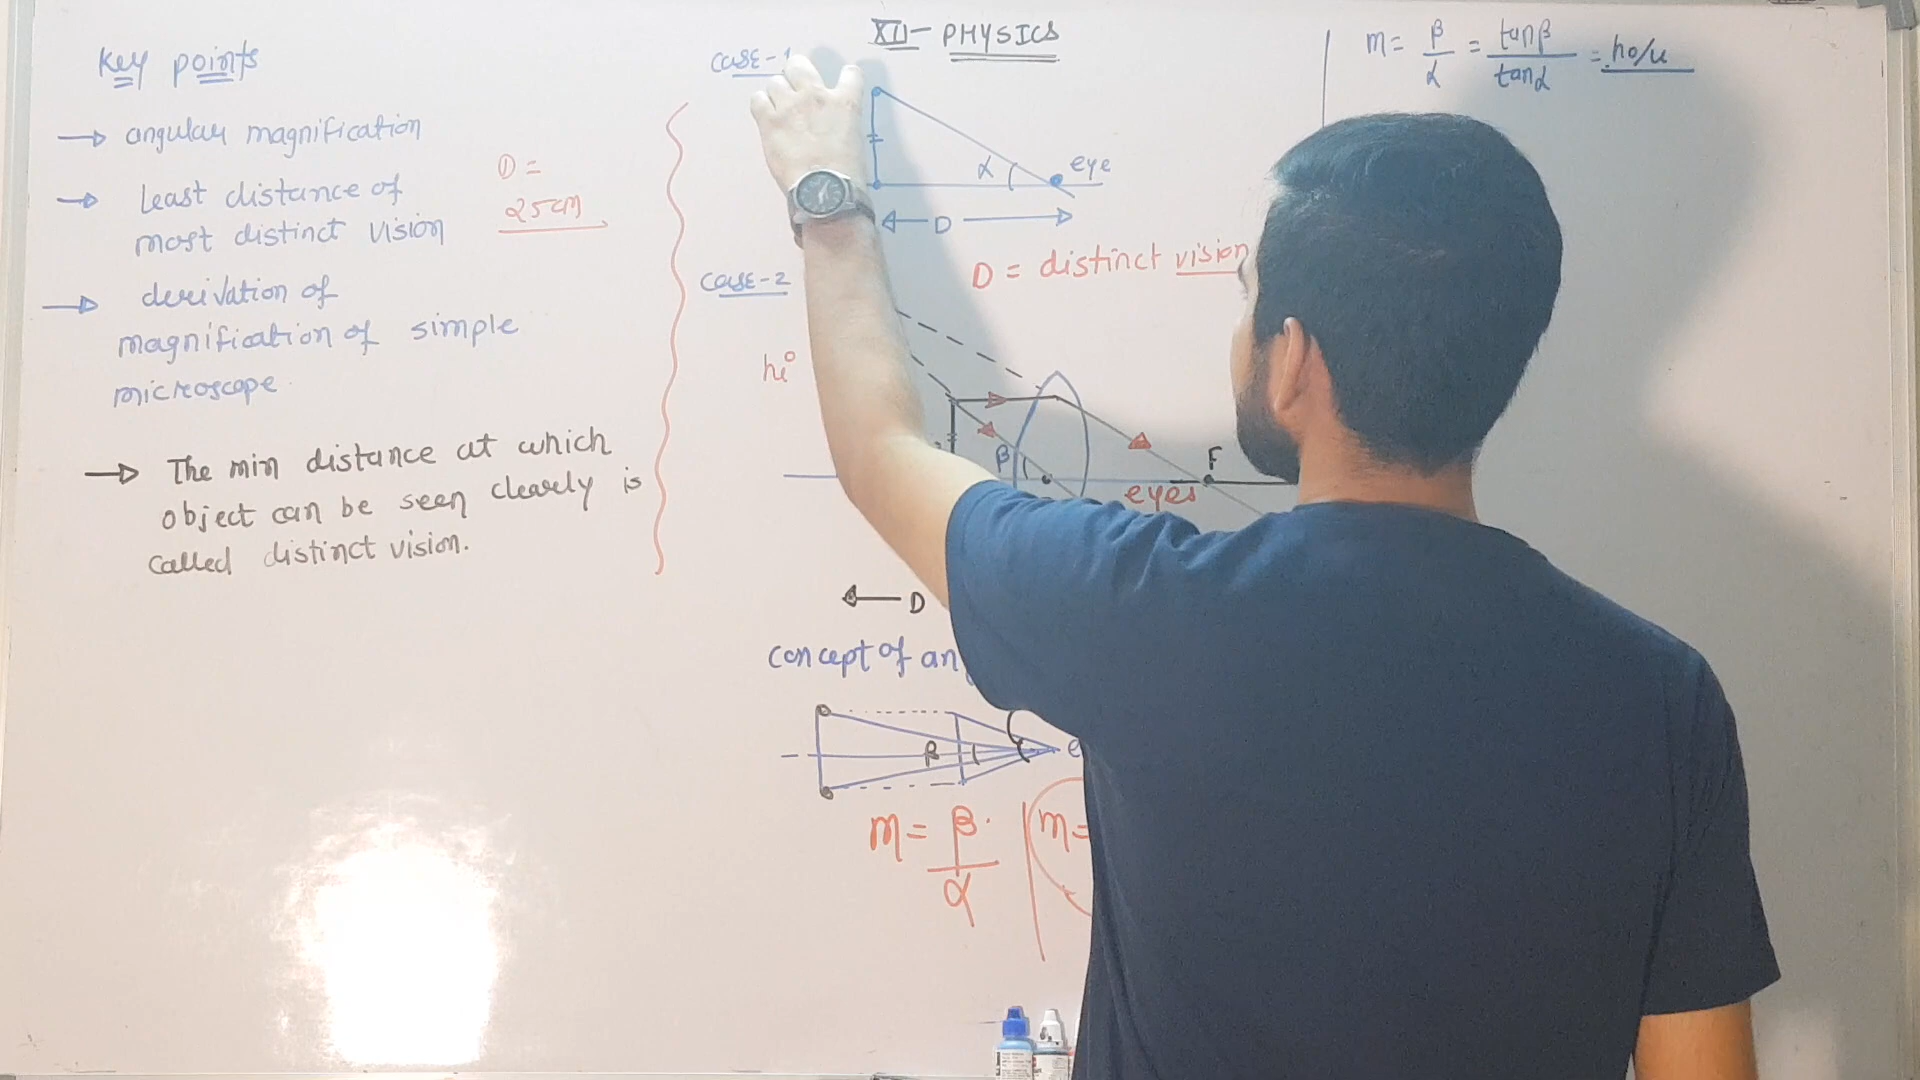 XII - PHYSICS
Key points
→ angular magnification
→ Least distance of
most distinct vision
D =
25cm
→ derivation of
magnification of simple
microscope
→ The min distance at which
object can be seen clearly is
called distinct vision.
CASE-1
α
eye
D
D = distinct vision
CASE-2
hi
β
F
eyes
D
concept of an
β
e
m = β/α
m =
m = β/α = tanβ/tanα = ho/u